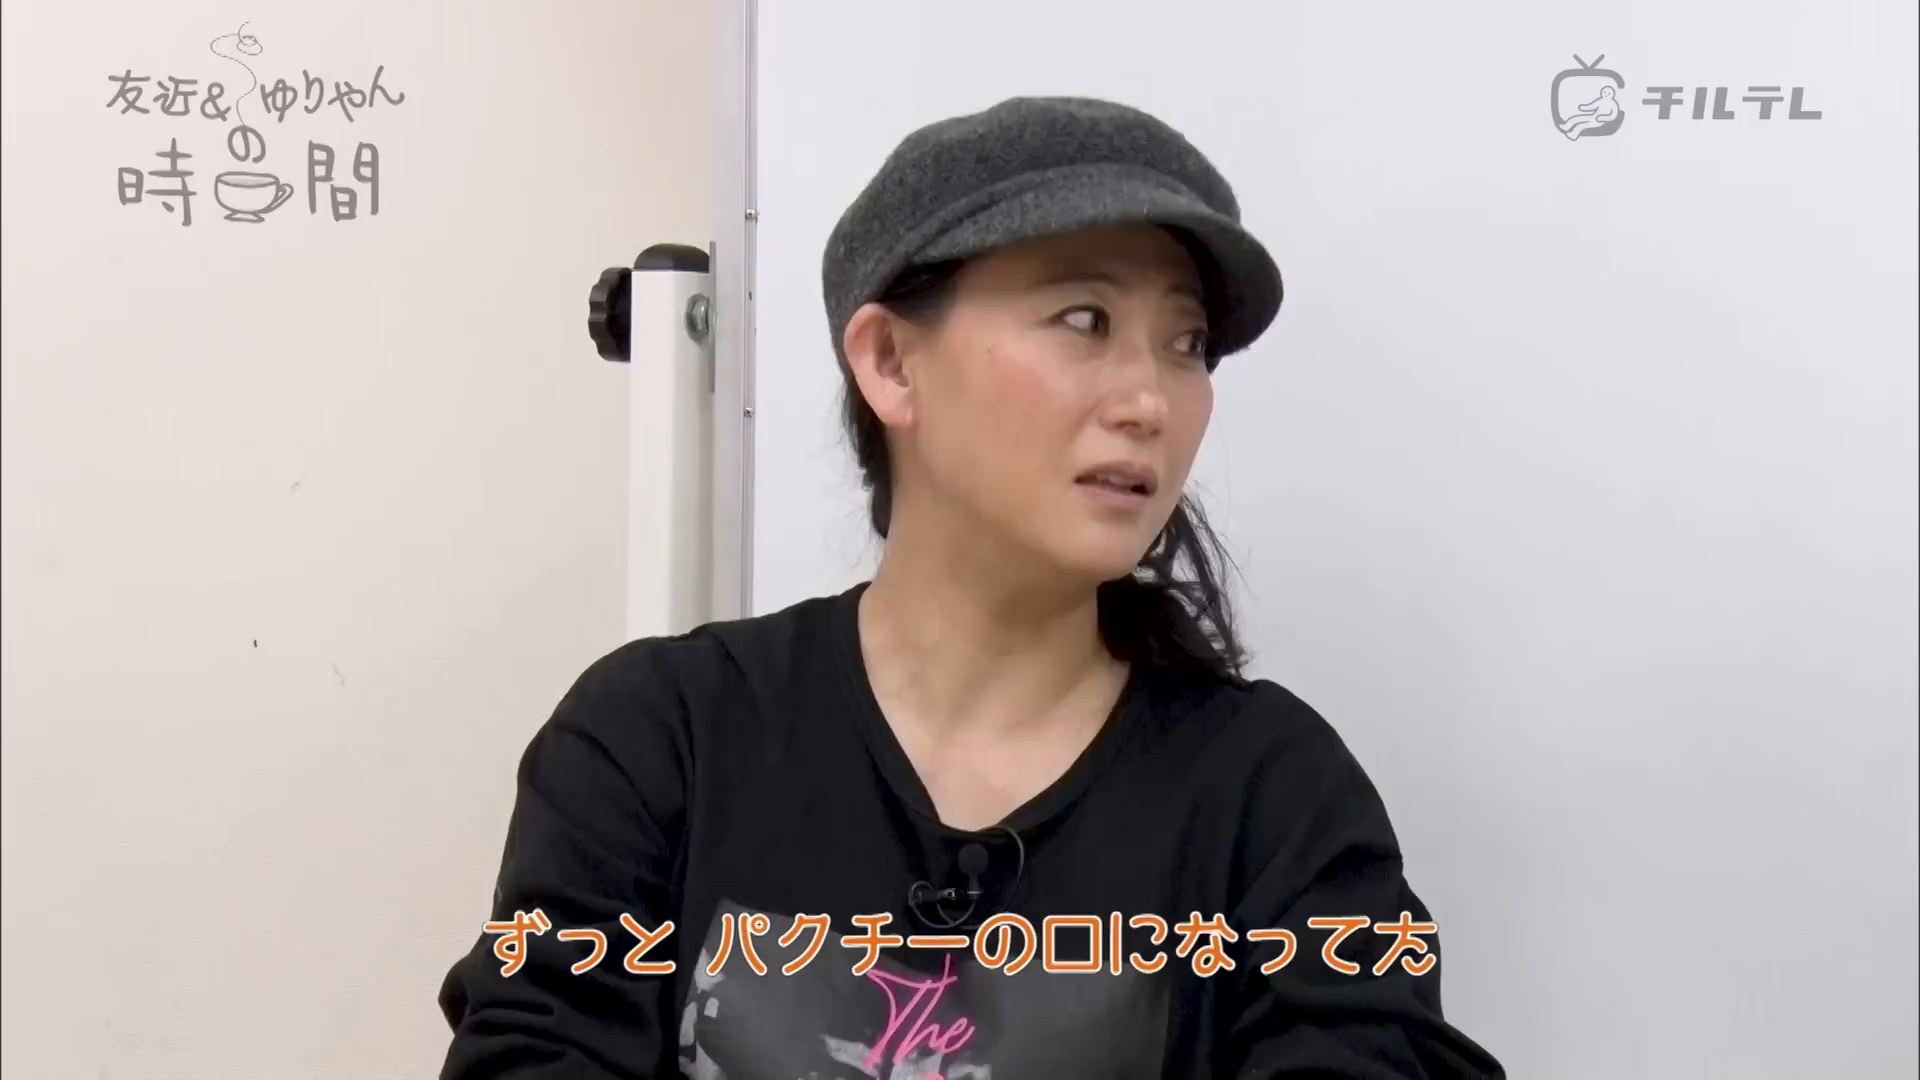 友近&ゆりやん
の
時間
チルテレ
ずっと パクチーの口になってた
The